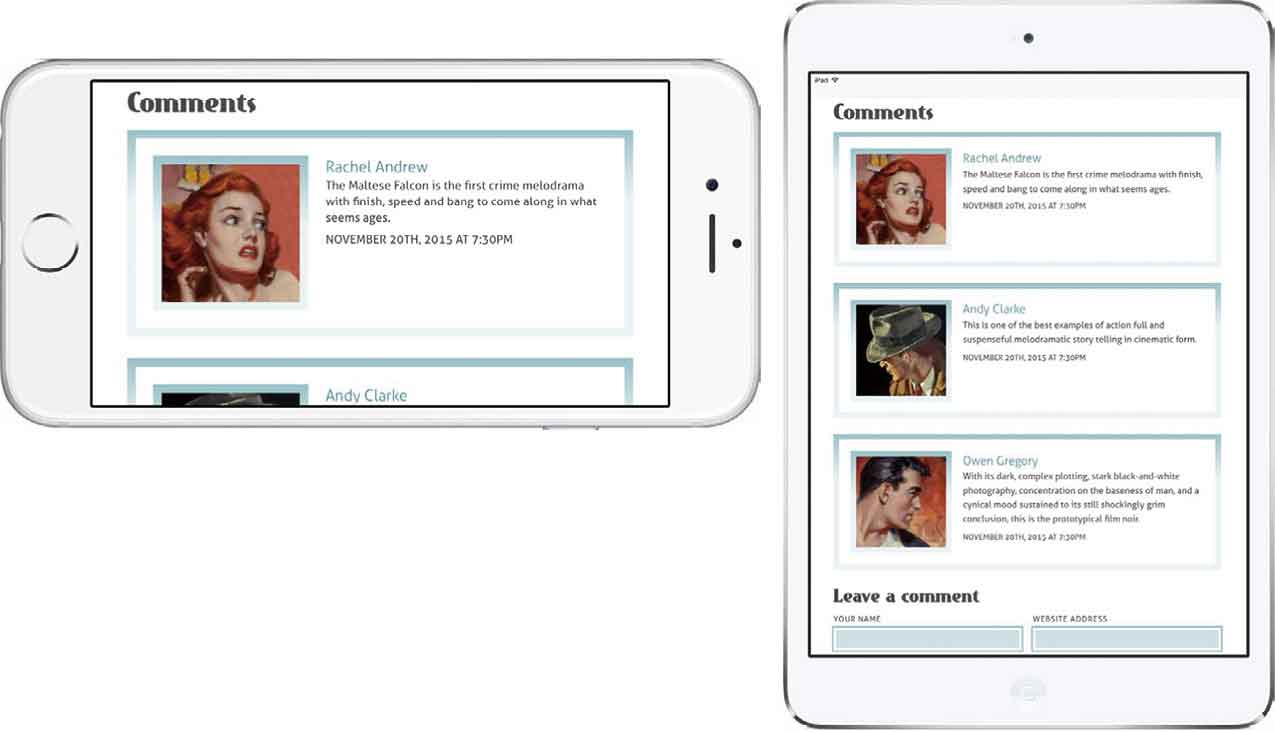 Comments
Rachel Andrew
The Maltese Falcon is the first crime melodrama
with finish, speed and bang to come along in what
seems ages.
NOVEMBER 20TH, 2015 AT 7:30PM
Andy Clarke
iPad
Comments
Rachel Andrew
The Maltese Falcon is the first crime melodrama with finish,
speed and bang to come along in what seems ages.
NOVEMBER 20TH, 2015 AT 7:30PM
Andy Clarke
This is one of the best examples of action full and
suspenseful melodramatic story telling in cinematic form.
NOVEMBER 20TH, 2015 AT 7:30PM
Owen Gregory
With its dark, complex plotting, stark black-and-white
photography, concentration on the baseness of man, and a
cynical mood sustained to its still shockingly grim
conclusion, this is the prototypical film noir.
NOVEMBER 20TH, 2015 AT 7:30PM
Leave a comment
YOUR NAME WEBSITE ADDRESS